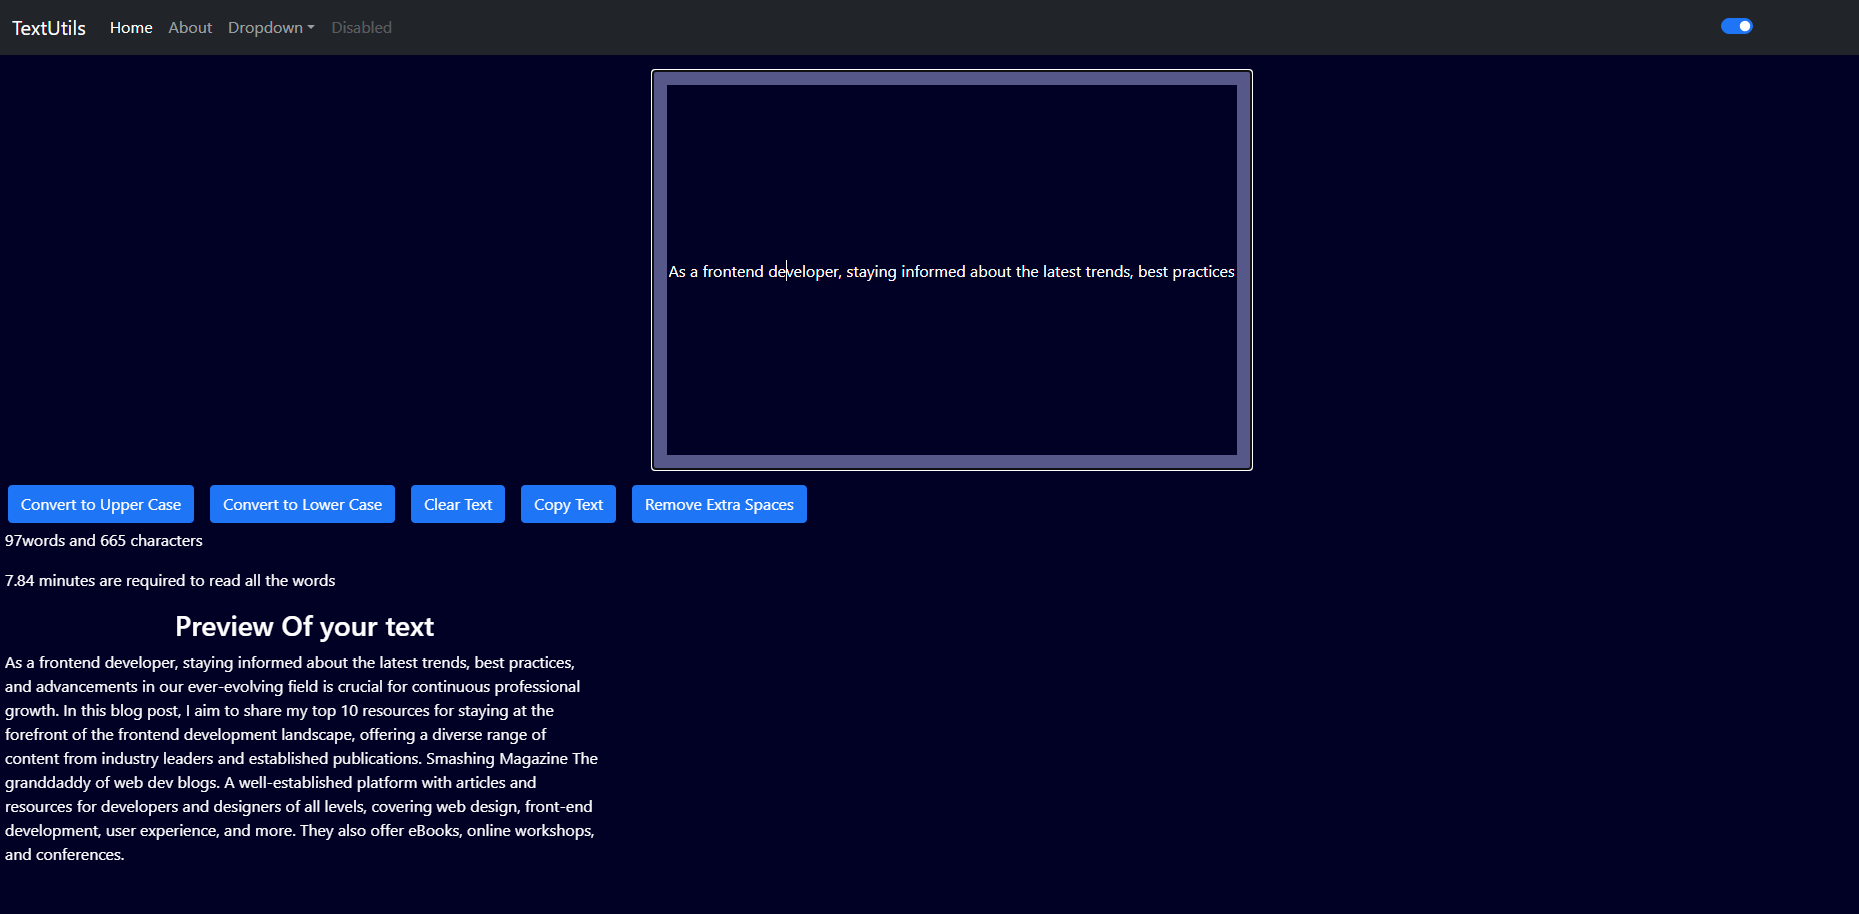 TextUtils Home About Dropdown Disabled
As a frontend developer, staying informed about the latest trends, best practices
Convert to Upper Case Convert to Lower Case Clear Text Copy Text Remove Extra Spaces
97words and 665 characters
7.84 minutes are required to read all the words
Preview Of your text
As a frontend developer, staying informed about the latest trends, best practices,
and advancements in our ever-evolving field is crucial for continuous professional
growth. In this blog post, I aim to share my top 10 resources for staying at the
forefront of the frontend development landscape, offering a diverse range of
content from industry leaders and established publications. Smashing Magazine The
granddaddy of web dev blogs. A well-established platform with articles and
resources for developers and designers of all levels, covering web design, front-end
development, user experience, and more. They also offer eBooks, online workshops,
and conferences.